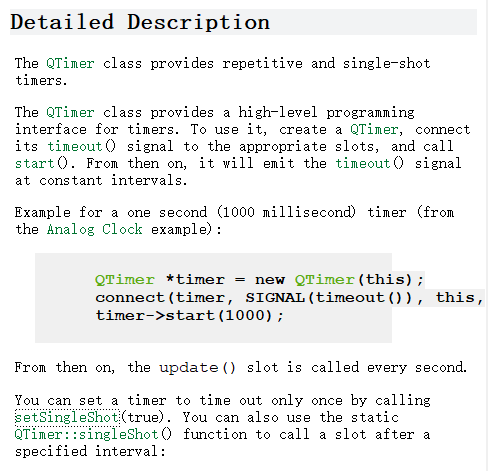 Detailed Description
The QTimer class provides repetitive and single-shot
timers.
The QTimer class provides a high-level programming
interface for timers. To use it, create a QTimer, connect
its timeout() signal to the appropriate slots, and call
start(). From then on, it will emit the timeout() signal
at constant intervals.
Example for a one second (1000 millisecond) timer (from
the Analog Clock example):
QTimer *timer = new QTimer(this);
connect(timer, SIGNAL(timeout()), this,
timer->start(1000);
From then on, the update() slot is called every second.
You can set a timer to time out only once by calling
setSingleShot(true). You can also use the static
QTimer::singleShot() function to call a slot after a
specified interval: